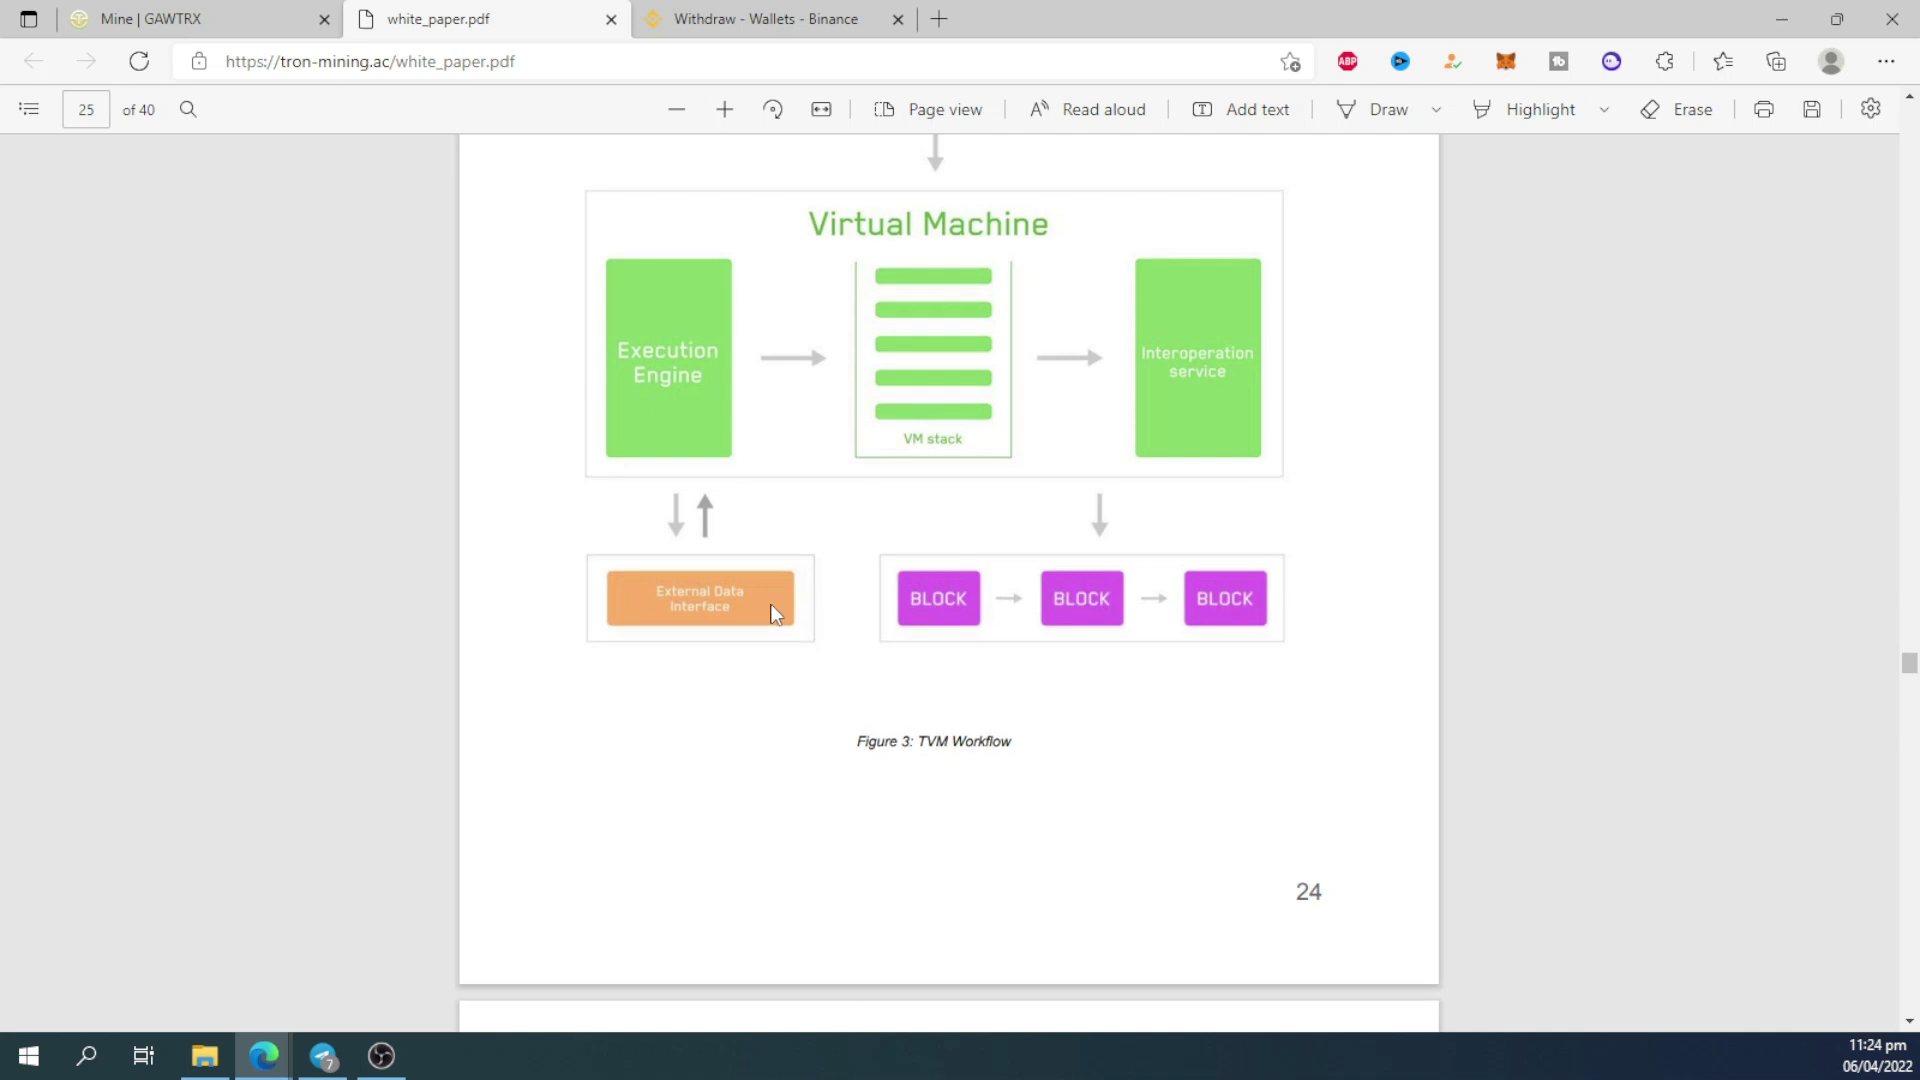 Mine | GAWTRX
white_paper.pdf
Withdraw - Wallets - Binance
https://tron-mining.ac/white_paper.pdf
ABP
25 of 40
Page view
Read aloud
Add text
Draw
Highlight
Erase
Virtual Machine
Execution
Engine
VM stack
Interoperation
service
External Data
Interface
BLOCK
BLOCK
BLOCK
Figure 3: TVM Workflow
24
7
11:24 pm
06/04/2022